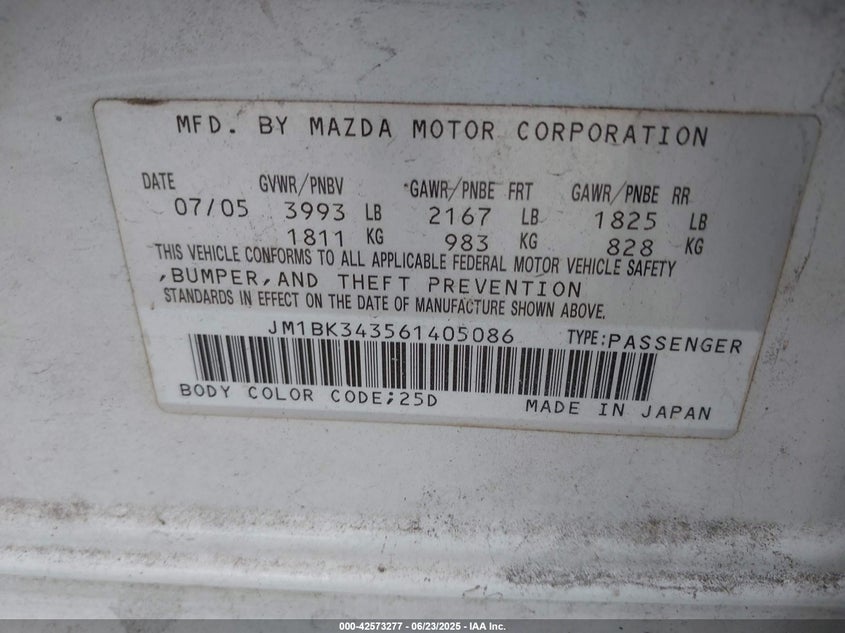 MFD. BY MAZDA MOTOR CORPORATION
DATE GVWR/PNBV GAWR/PNBE FRT GAWR/PNBE RR
07/05 3993 LB 2167 LB 1825 LB
1811 KG 983 KG 828 KG
THIS VEHICLE CONFORMS TO ALL APPLICABLE FEDERAL MOTOR VEHICLE SAFETY
,BUMPER,AND THEFT PREVENTION
STANDARDS IN EFFECT ON THE DATE OF MANUFACTURE SHOWN ABOVE.
JM1BK343561405086 TYPE:PASSENGER
BODY COLOR CODE;25D MADE IN JAPAN
000-42573277 - 06/23/2025 - IAA Inc.